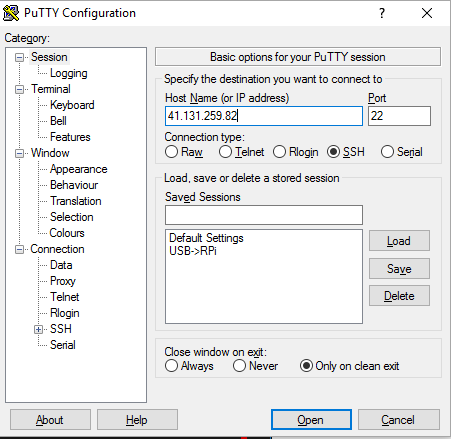 PuTTY Configuration
Category:
Session
Logging
Terminal
Keyboard
Bell
Features
Window
Appearance
Behaviour
Translation
Selection
Colours
Connection
Data
Proxy
Telnet
Rlogin
SSH
Serial
Basic options for your PuTTY session
Specify the destination you want to connect to
Host Name (or IP address) Port
41.131.259.82 22
Connection type:
Raw Telnet Rlogin SSH Serial
Load, save or delete a stored session
Saved Sessions
Default Settings
USB->RPi
Load
Save
Delete
Close window on exit:
Always Never Only on clean exit
About Help Open Cancel